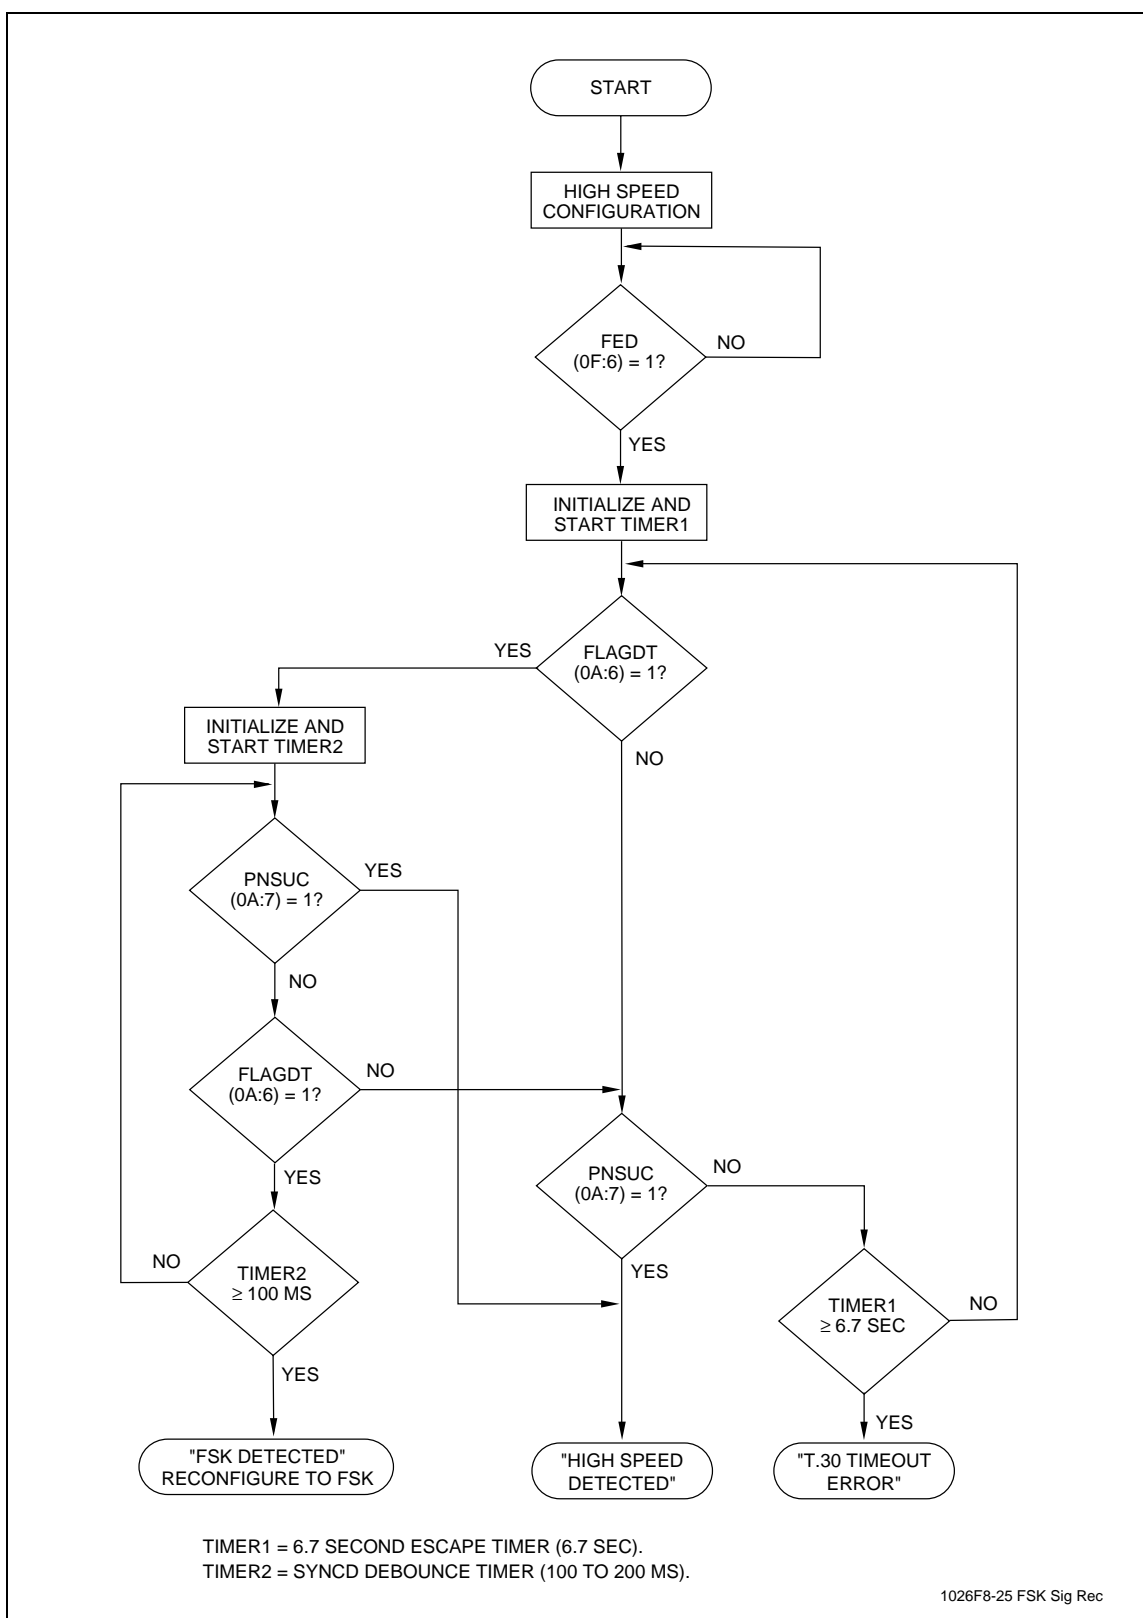 START
HIGH SPEED
CONFIGURATION
FED
(0F:6) = 1?
NO
YES
INITIALIZE AND
START TIMER1
YES
FLAGDT
(0A:6) = 1?
NO
INITIALIZE AND
START TIMER2
PNSUC
(0A:7) = 1?
YES
NO
FLAGDT
(0A:6) = 1?
NO
YES
PNSUC
(0A:7) = 1?
NO
YES
NO
TIMER2
≥ 100 MS
YES
TIMER1
≥ 6.7 SEC
NO
YES
"FSK DETECTED"
RECONFIGURE TO FSK
"HIGH SPEED
DETECTED"
"T.30 TIMEOUT
ERROR"
TIMER1 = 6.7 SECOND ESCAPE TIMER (6.7 SEC).
TIMER2 = SYNCD DEBOUNCE TIMER (100 TO 200 MS).
1026F8-25 FSK Sig Rec